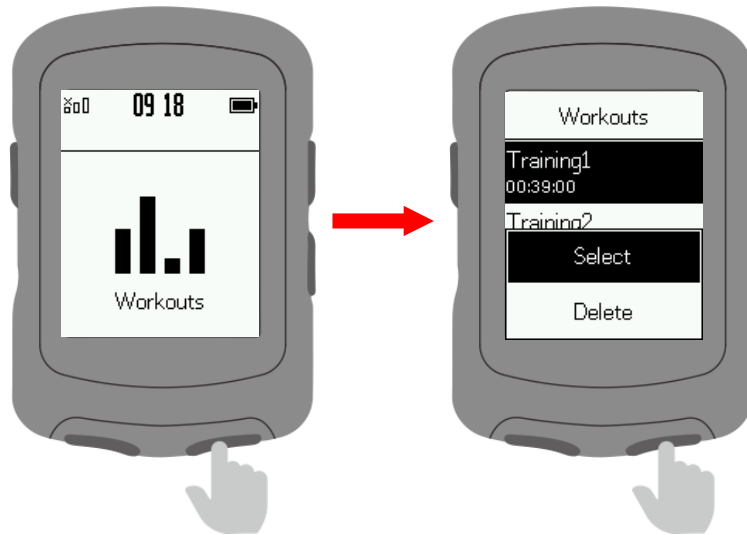 09 18
Workouts
Workouts
Training1
00:39:00
Training2
Select
Delete